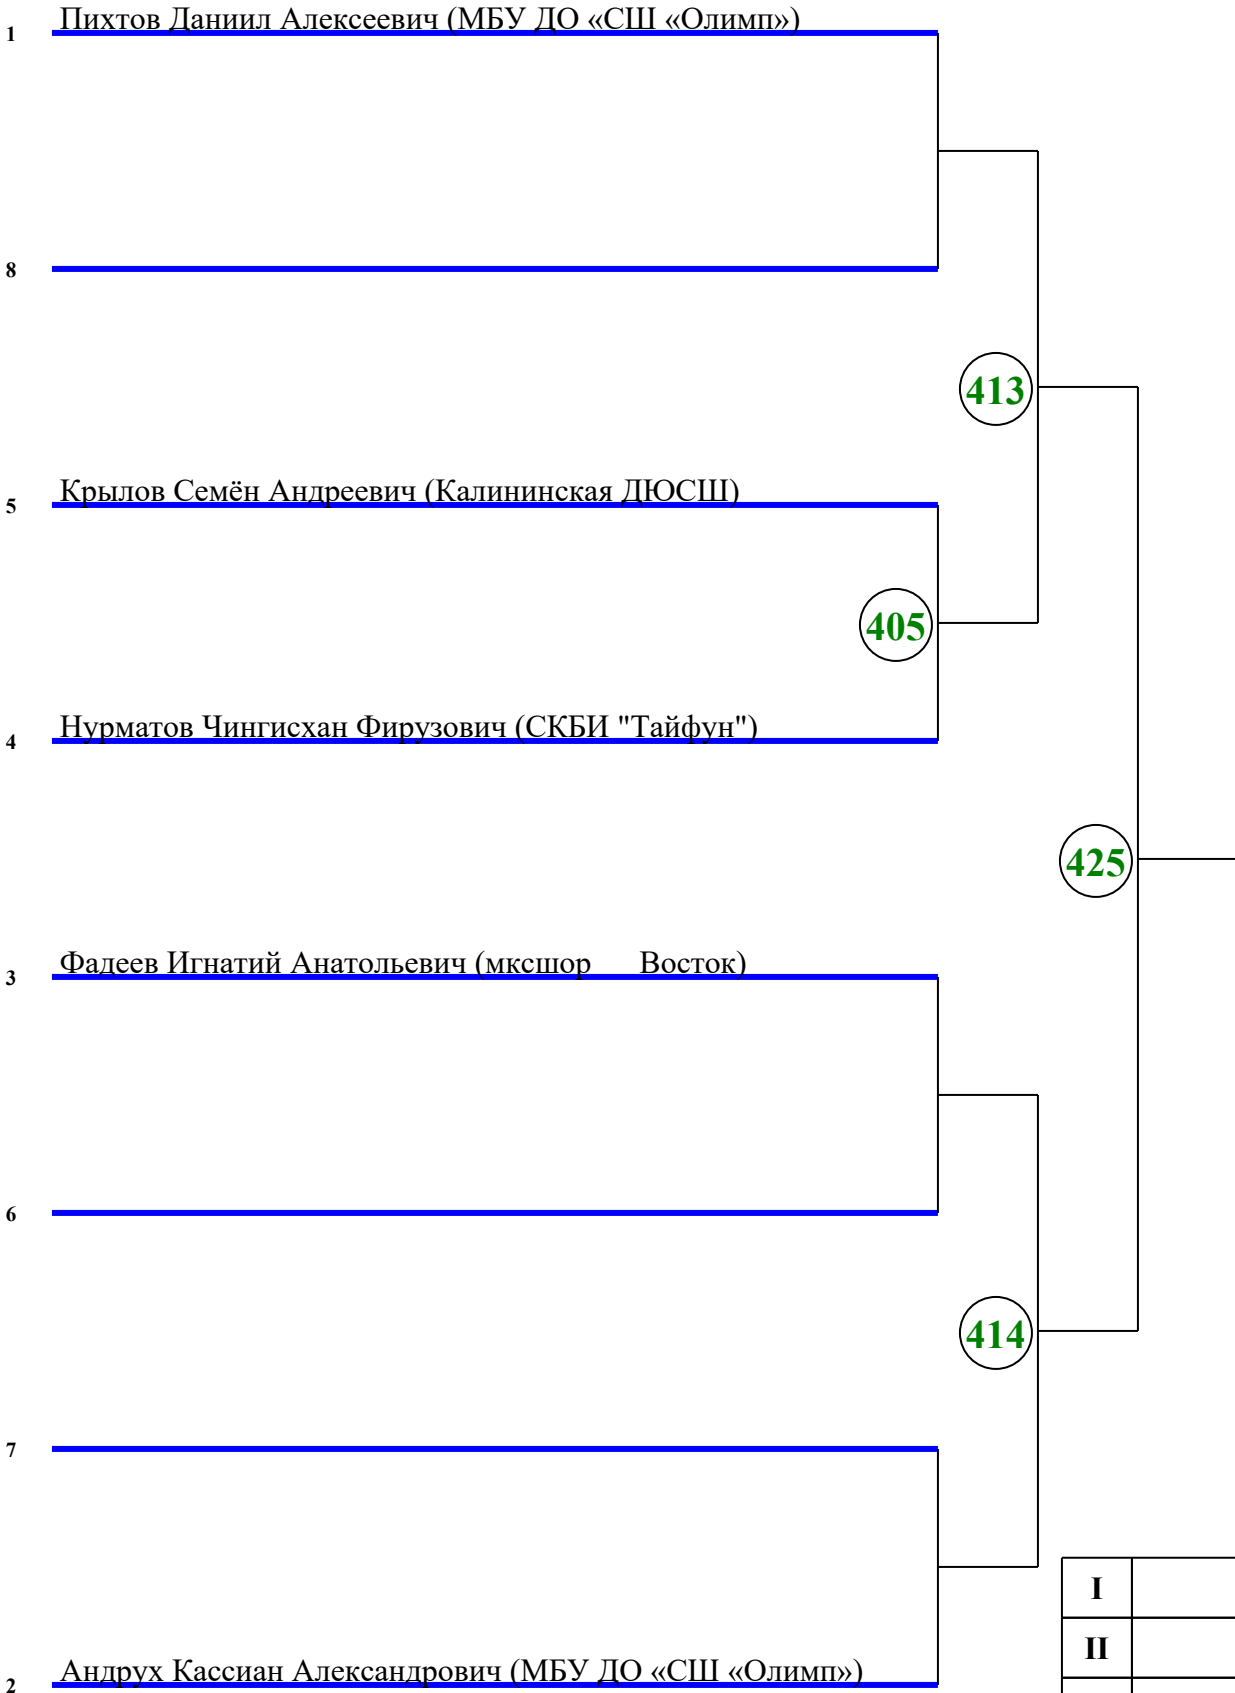 1 Пихтов Даниил Алексеевич (МБУ ДО «СШ «Олимп»)
8
413
5 Крылов Семён Андреевич (Калининская ДЮСШ)
405
4 Нурматов Чингисхан Фирузович (СКБИ "Тайфун")
425
3 Фадеев Игнатий Анатольевич (мксшор Восток)
6
414
7
I
II
2 Андрух Кассиан Александрович (МБУ ДО «СШ «Олимп»)